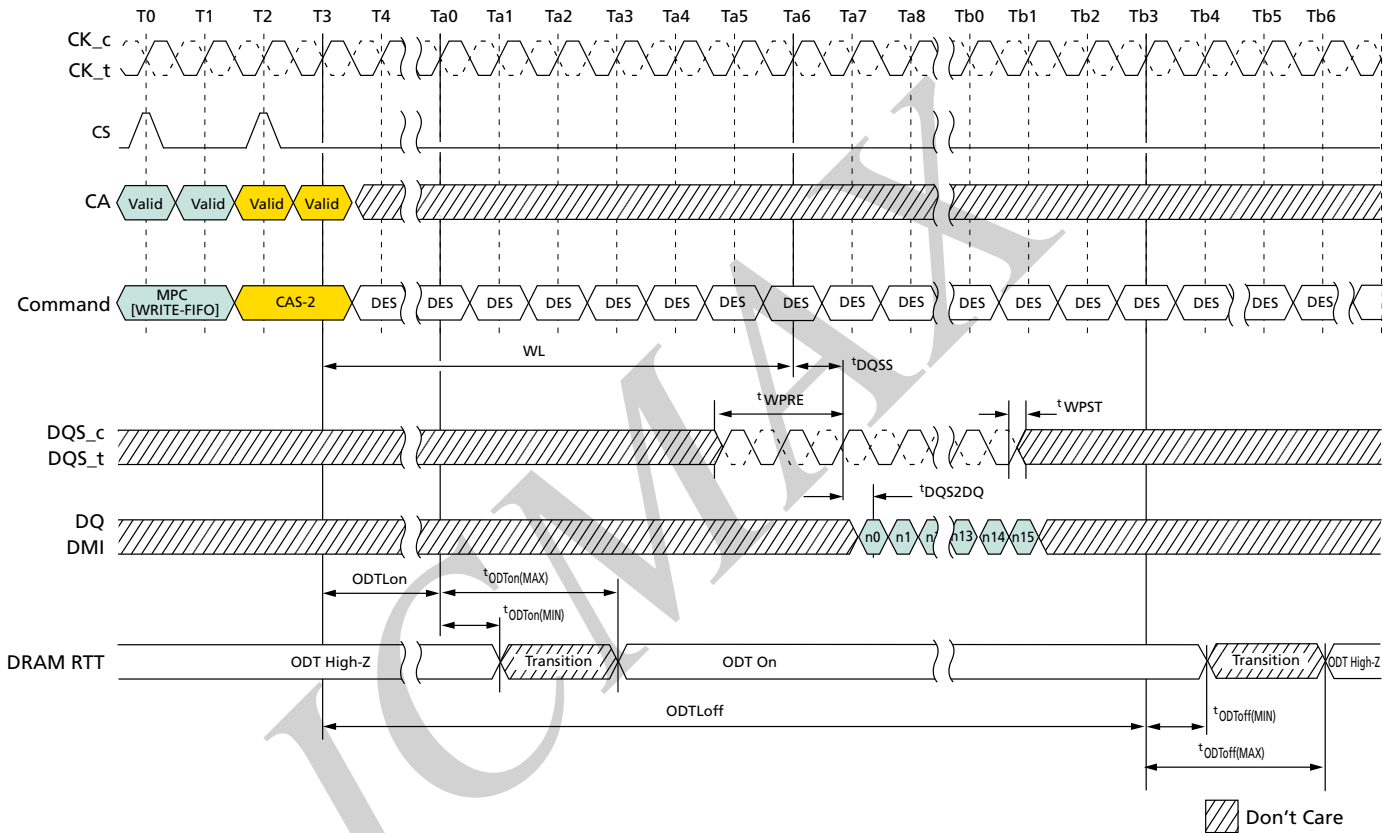 T0 T1 T2 T3 T4 Ta0 Ta1 Ta2 Ta3 Ta4 Ta5 Ta6 Ta7 Ta8 Tb0 Tb1 Tb2 Tb3 Tb4 Tb5 Tb6
CK_c
CK_t
CS
CA Valid Valid Valid Valid
Command MPC [WRITE-FIFO] CAS-2 DES DES DES DES DES DES DES DES DES DES DES DES DES DES DES DES DES
WL
tDQSS
tWPRE
tWPST
DQS_c
DQS_t
tDQS2DQ
DQ
DMI
n0 n1 n13 n14 n15
ODTLon
tODTon(MAX)
tODTon(MIN)
DRAM RTT ODT High-Z Transition ODT On Transition ODT High-Z
ODTLoff
tODToff(MIN)
tODToff(MAX)
Don't Care
ICMAX